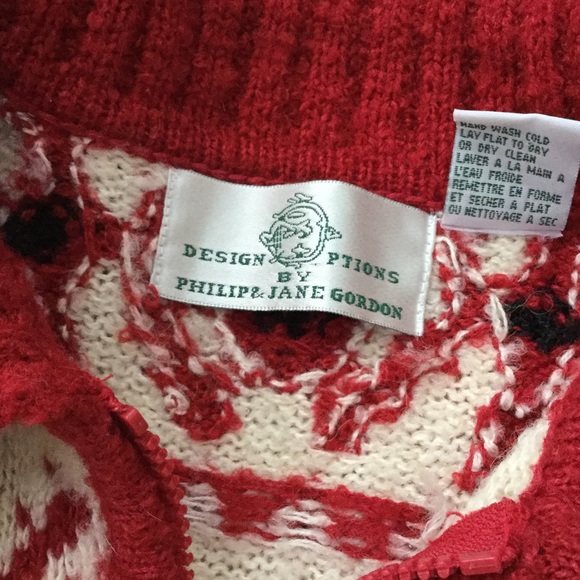 DESIGN OPTIONS
BY
PHILIP & JANE GORDON
HAND WASH COLD
LAY FLAT TO DRY
OR DRY CLEAN
LAVER A LA MAIN A
L'EAU FROIDE
REMETTRE EN FORME
ET SECHER A PLAT
OU NETTOYAGE A SEC